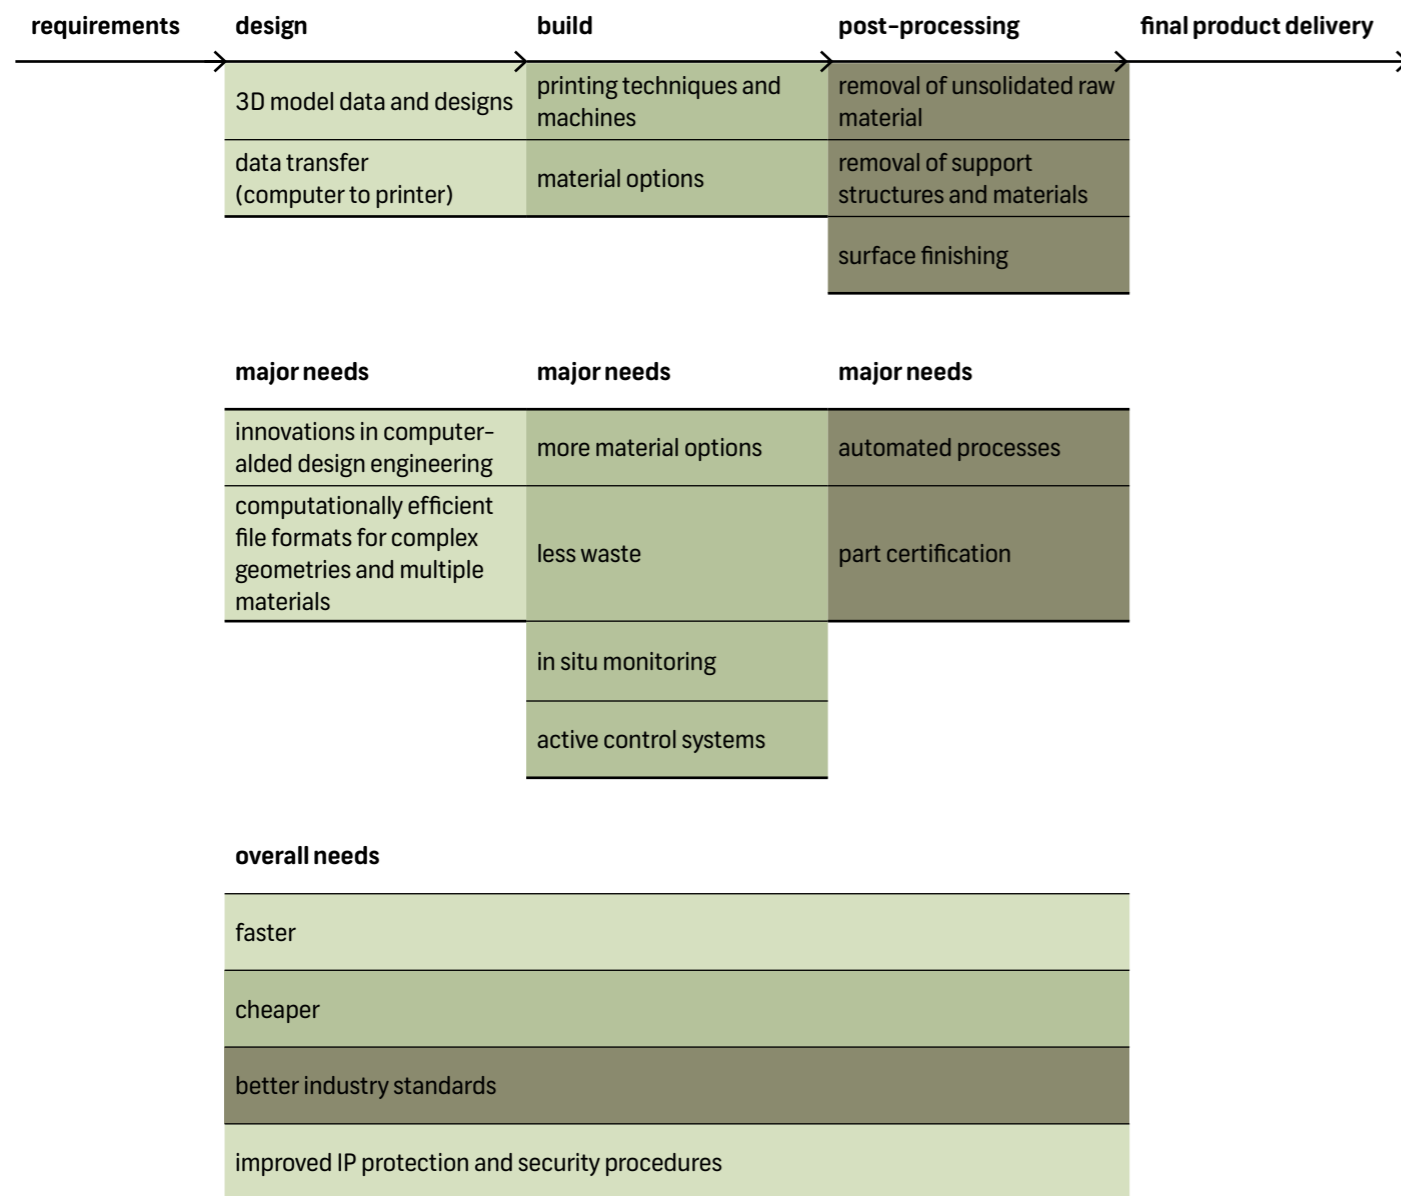 requirements
design
build
post-processing
final product delivery
3D model data and designs
printing techniques and
machines
removal of unsolidated raw
material
data transfer
(computer to printer)
material options
removal of support
structures and materials
surface finishing
major needs
major needs
major needs
innovations in computer-
alded design engineering
more material options
automated processes
computationally efficient
file formats for complex
geometries and multiple
materials
less waste
part certification
in situ monitoring
active control systems
overall needs
faster
cheaper
better industry standards
improved IP protection and security procedures